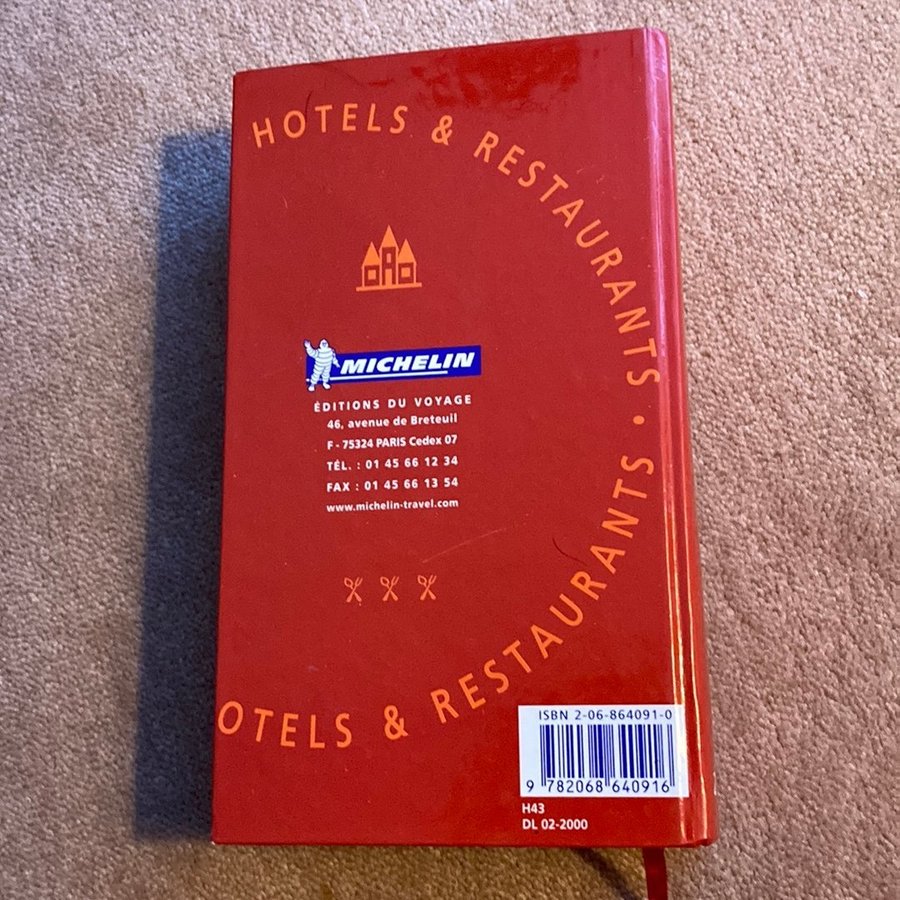 HOTELS & RESTAURANTS • 
MICHELIN
ÉDITIONS DU VOYAGE
46, avenue de Breteuil
F - 75324 PARIS Cedex 07
TÉL. : 01 45 66 12 34
FAX : 01 45 66 13 54
www.michelin-travel.com
OTELS & RESTAURANTS
ISBN 2-06-864091-0
9 782068 640916
H43
DL 02-2000